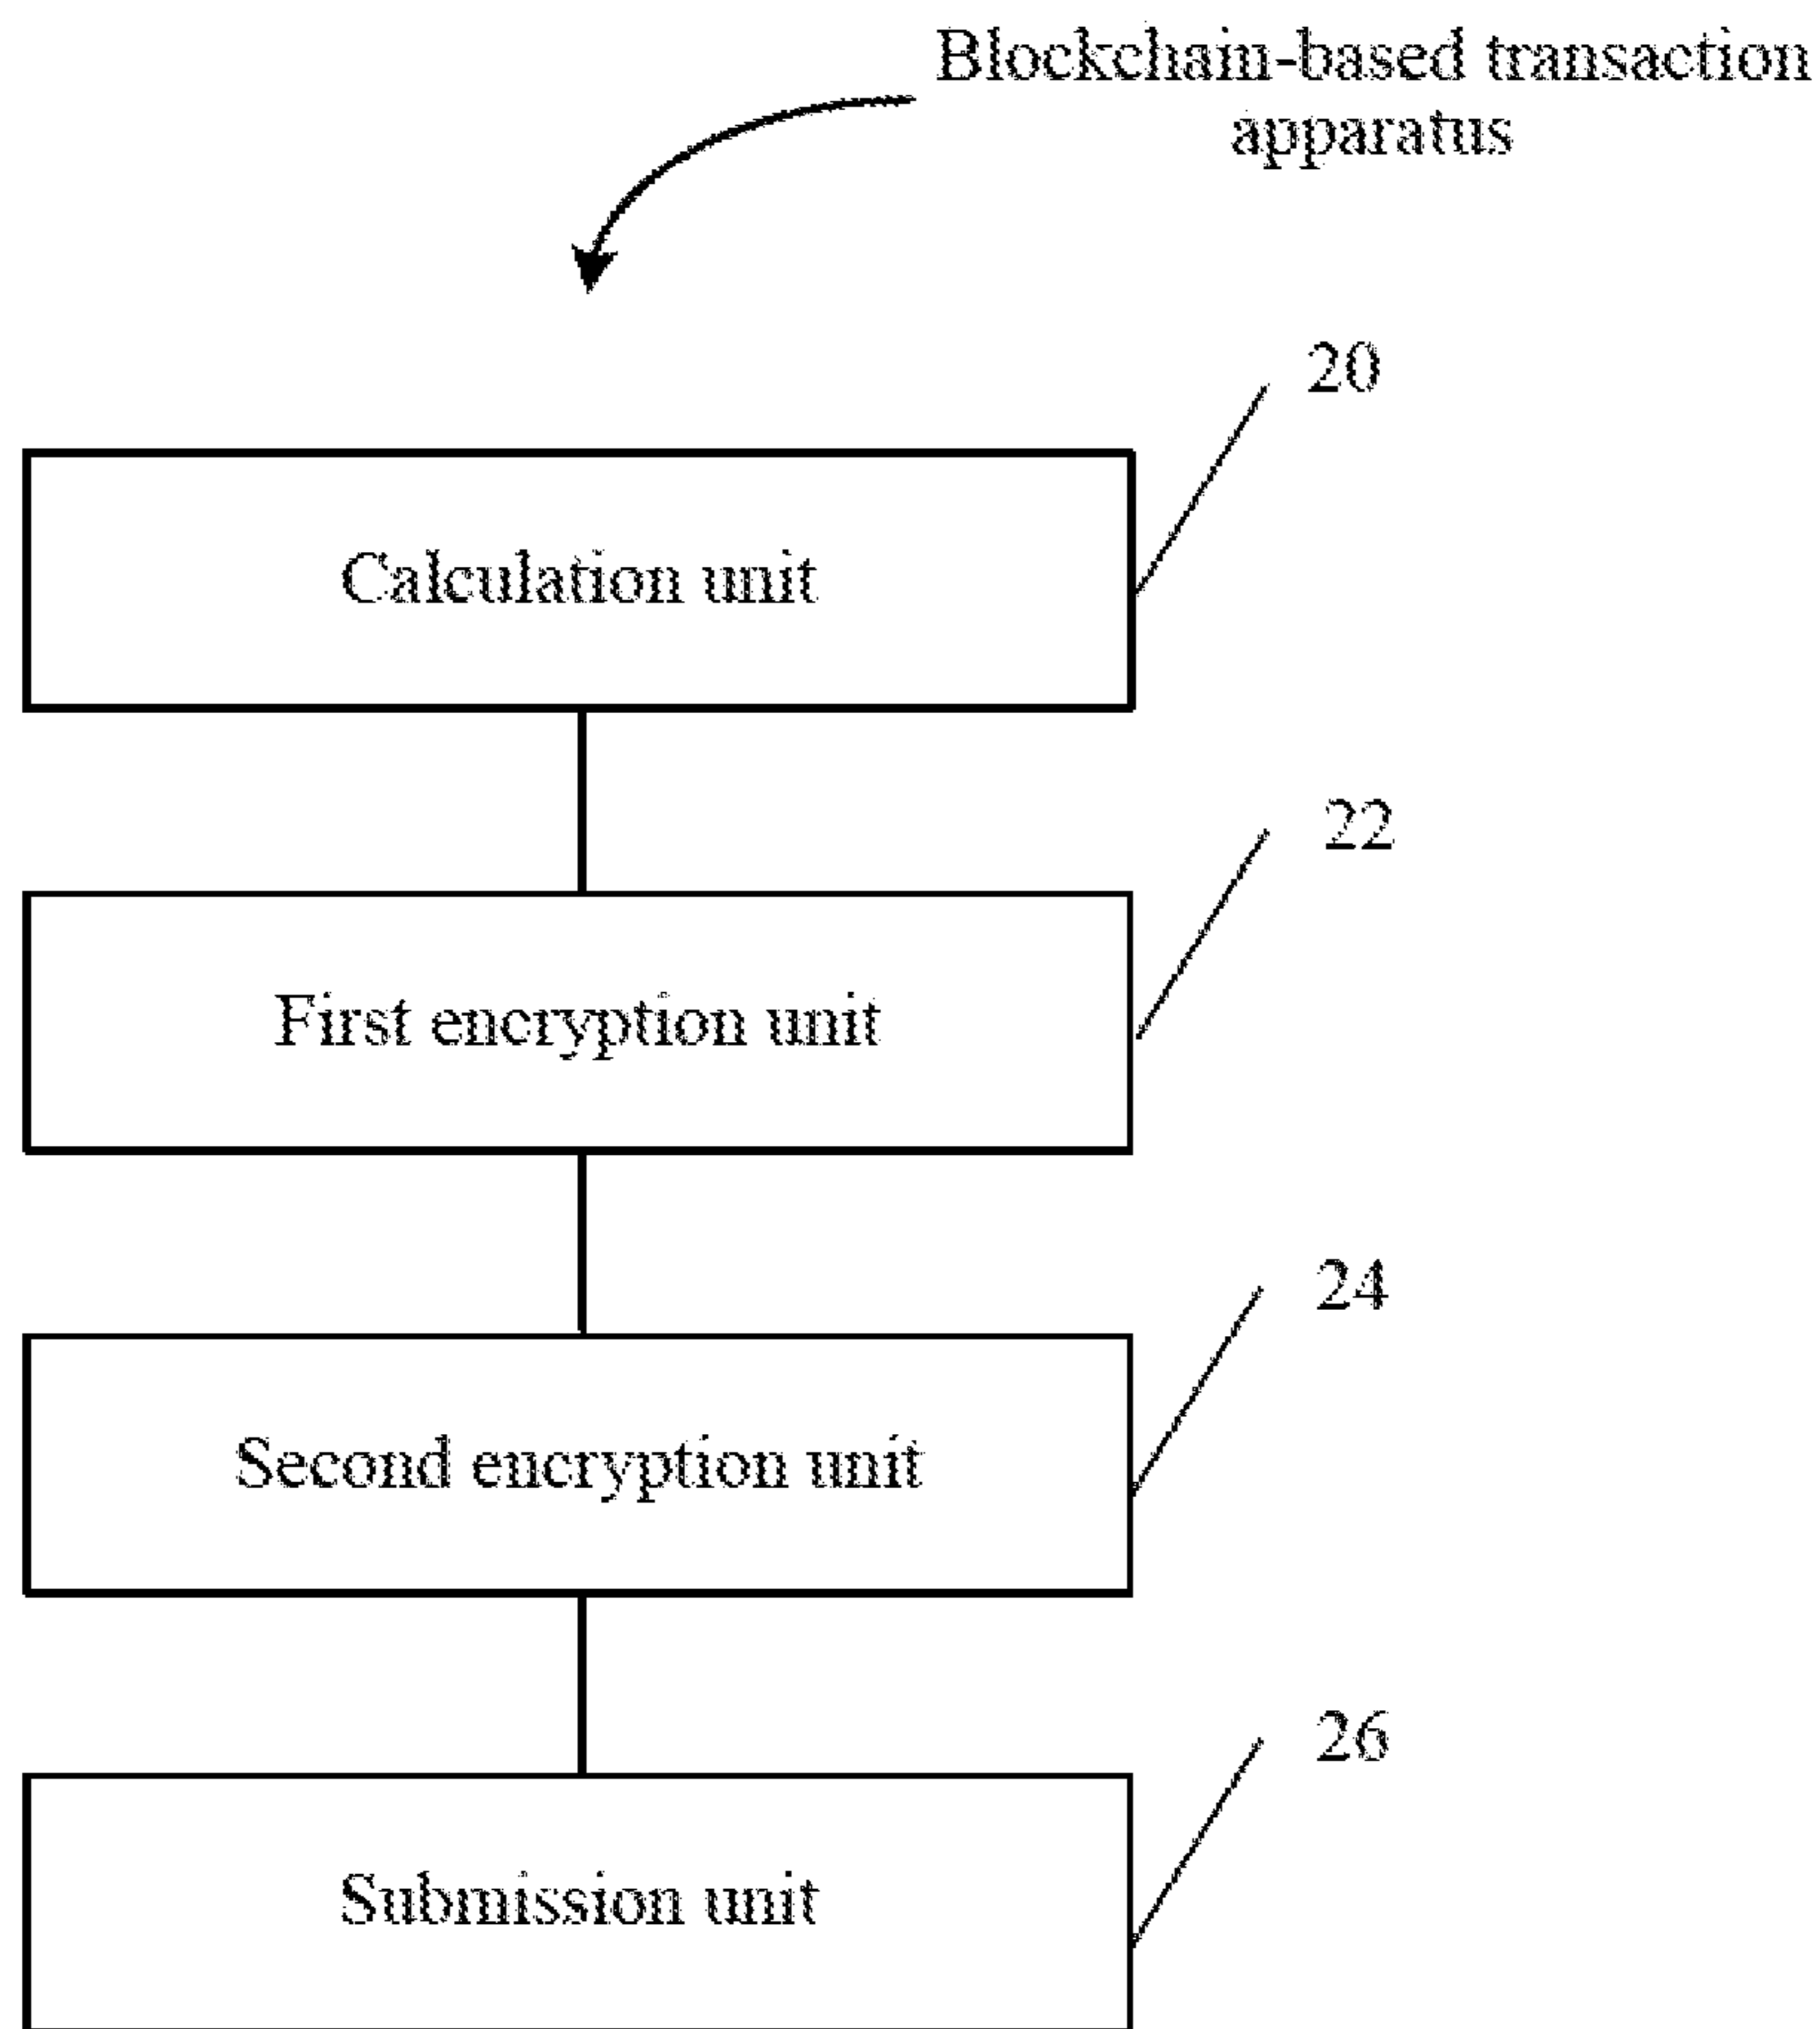 Blockchain-based transaction
apparatus
20
Calculation unit
22
First encryption unit
24
Second encryption unit
26
Submission unit